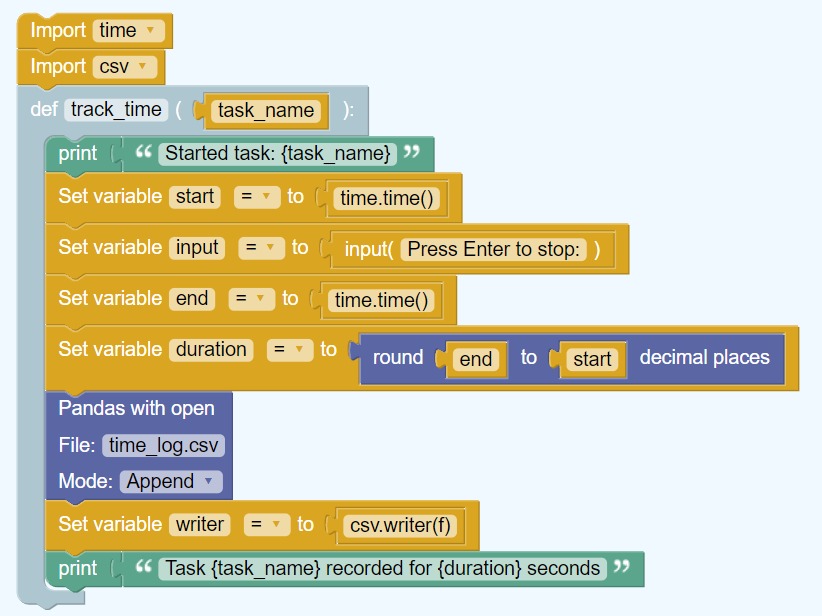 Import time
Import csv
def track_time ( task_name ):
print “ Started task: {task_name} ”
Set variable start = to time.time()
Set variable input = to input( Press Enter to stop: )
Set variable end = to time.time()
Set variable duration = to round end to start decimal places
Pandas with open
File: time_log.csv
Mode: Append
Set variable writer = to csv.writer(f)
print “ Task {task_name} recorded for {duration} seconds ”